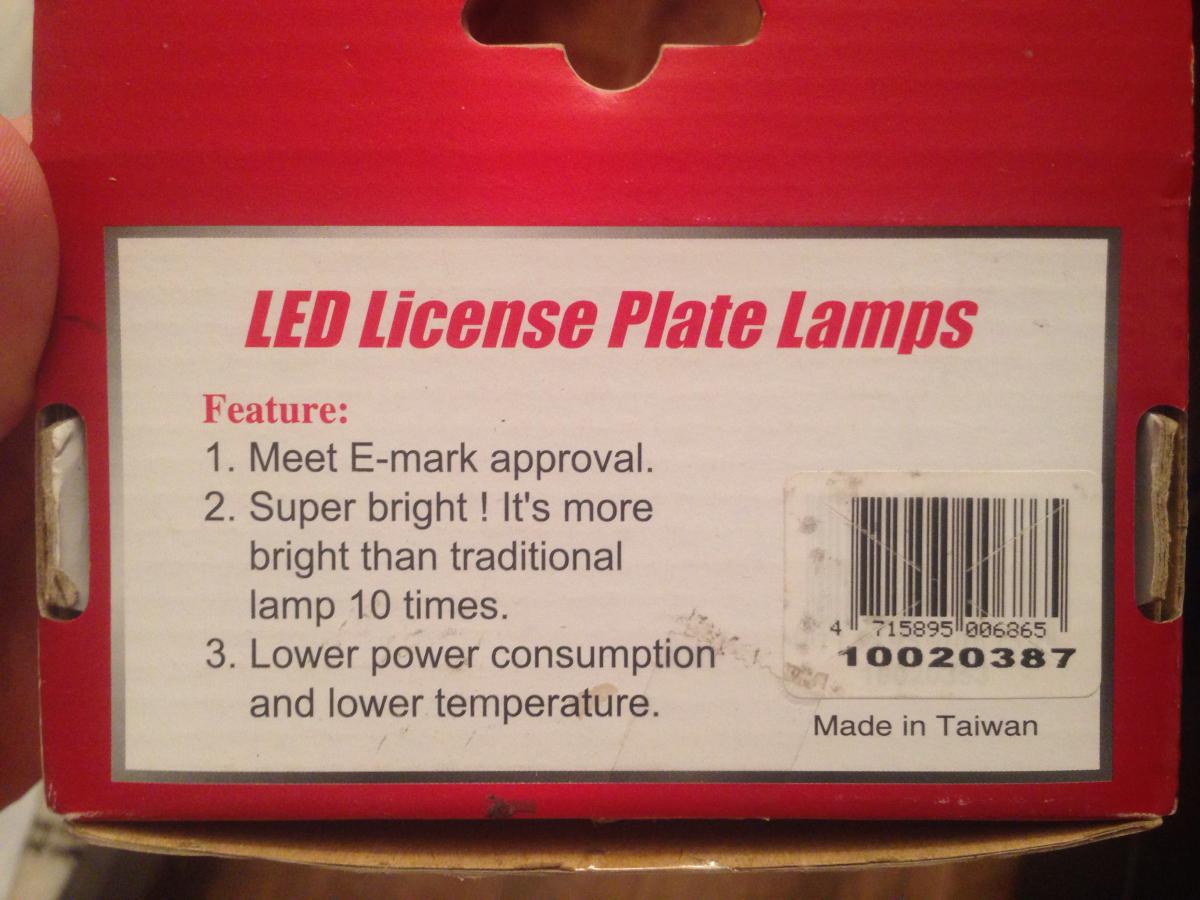 LED License Plate Lamps
Feature:
1. Meet E-mark approval.
2. Super bright ! It's more
bright than traditional
lamp 10 times.
3. Lower power consumption
and lower temperature.
4 715895 006865
10020387
Made in Taiwan